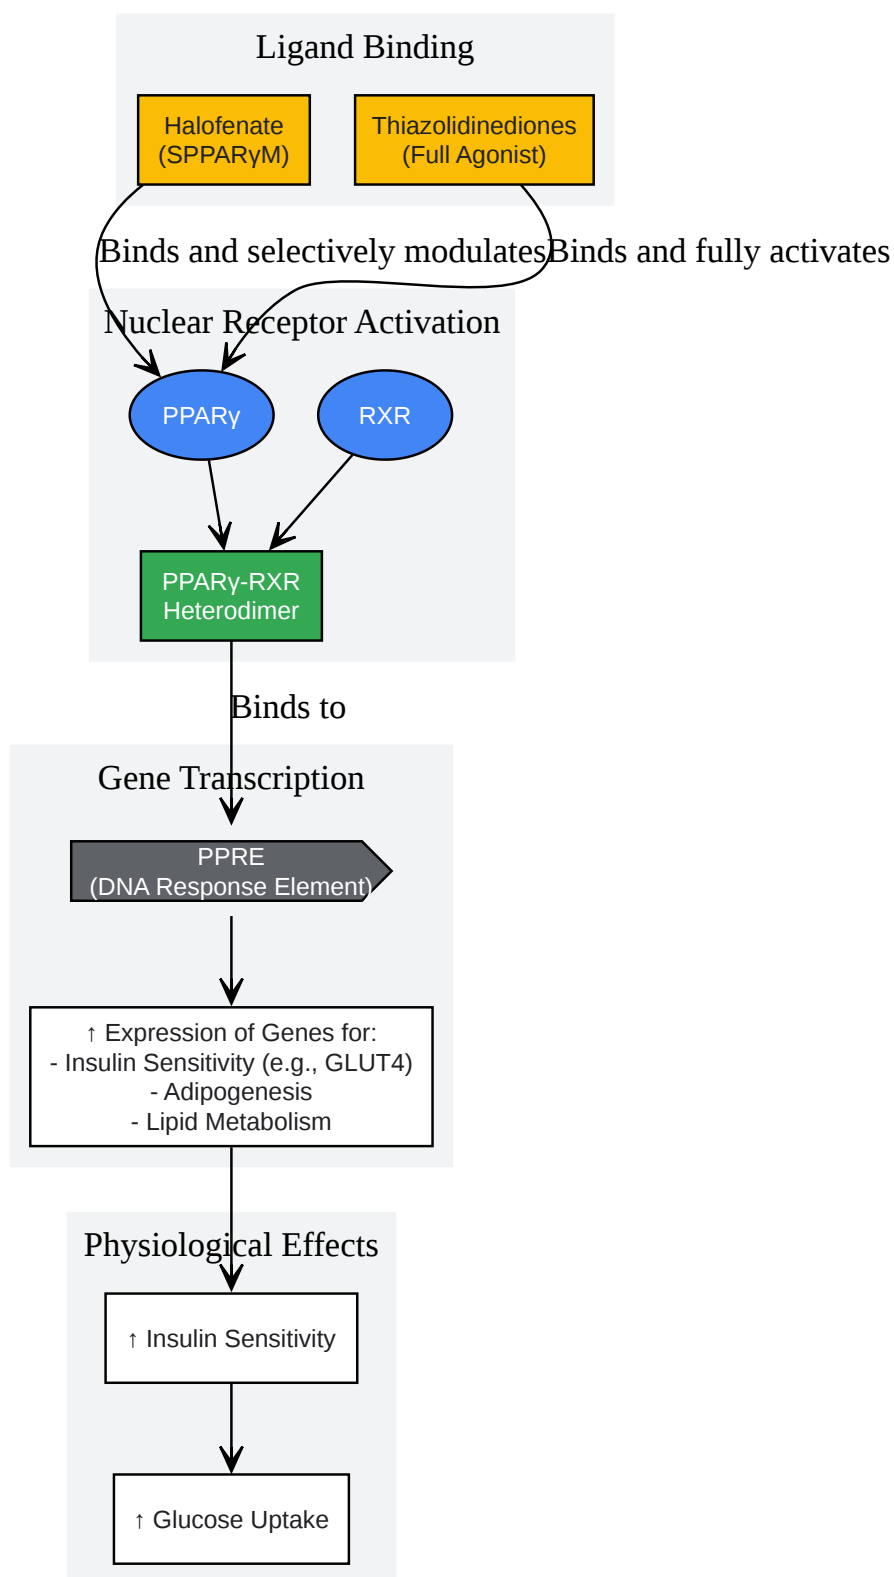 Ligand Binding
Halofenate
(SPPARγM)
Thiazolidinediones
(Full Agonist)
Binds and selectively modulates
Binds and fully activates
Nuclear Receptor Activation
PPARγ
RXR
PPARγ-RXR
Heterodimer
Binds to
Gene Transcription
PPRE
(DNA Response Element)
↑ Expression of Genes for:
- Insulin Sensitivity (e.g., GLUT4)
- Adipogenesis
- Lipid Metabolism
Physiological Effects
↑ Insulin Sensitivity
↑ Glucose Uptake